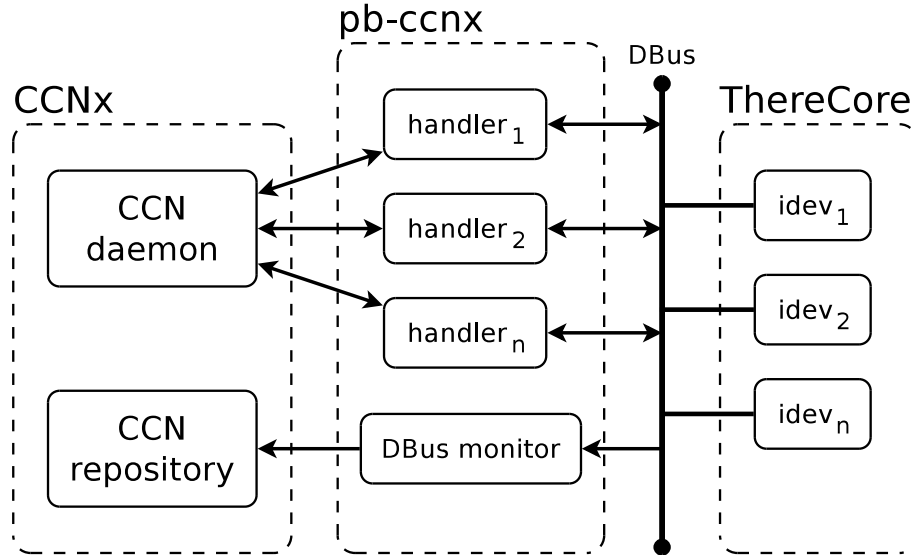 pb-ccnx
DBus
CCNx
ThereCore
handler1
CCN
daemon
idev1
handler2
idev2
handlern
CCN
repository
DBus monitor
idevn